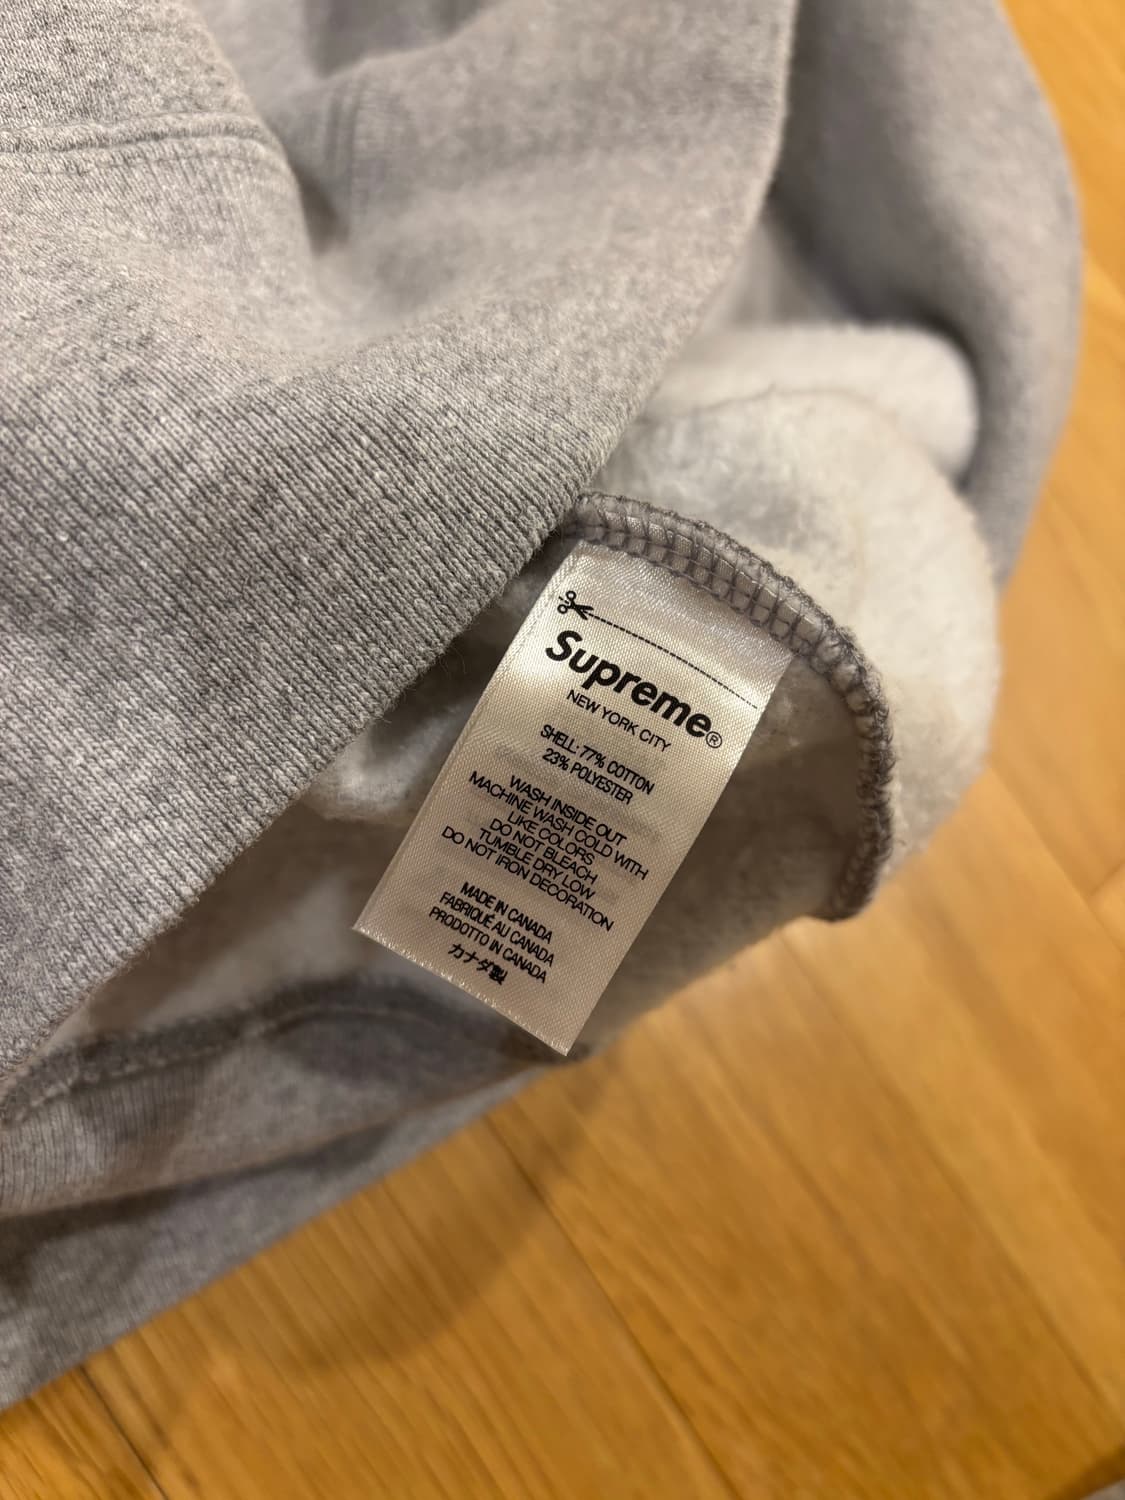 Supreme®
NEW YORK CITY
SHELL: 77% COTTON
23% POLYESTER
WASH INSIDE OUT
MACHINE WASH COLD WITH
LIKE COLORS
DO NOT BLEACH
TUMBLE DRY LOW
DO NOT IRON DECORATION
MADE IN CANADA
FABRIQUÉ AU CANADA
PRODOTTO IN CANADA
カナダ製